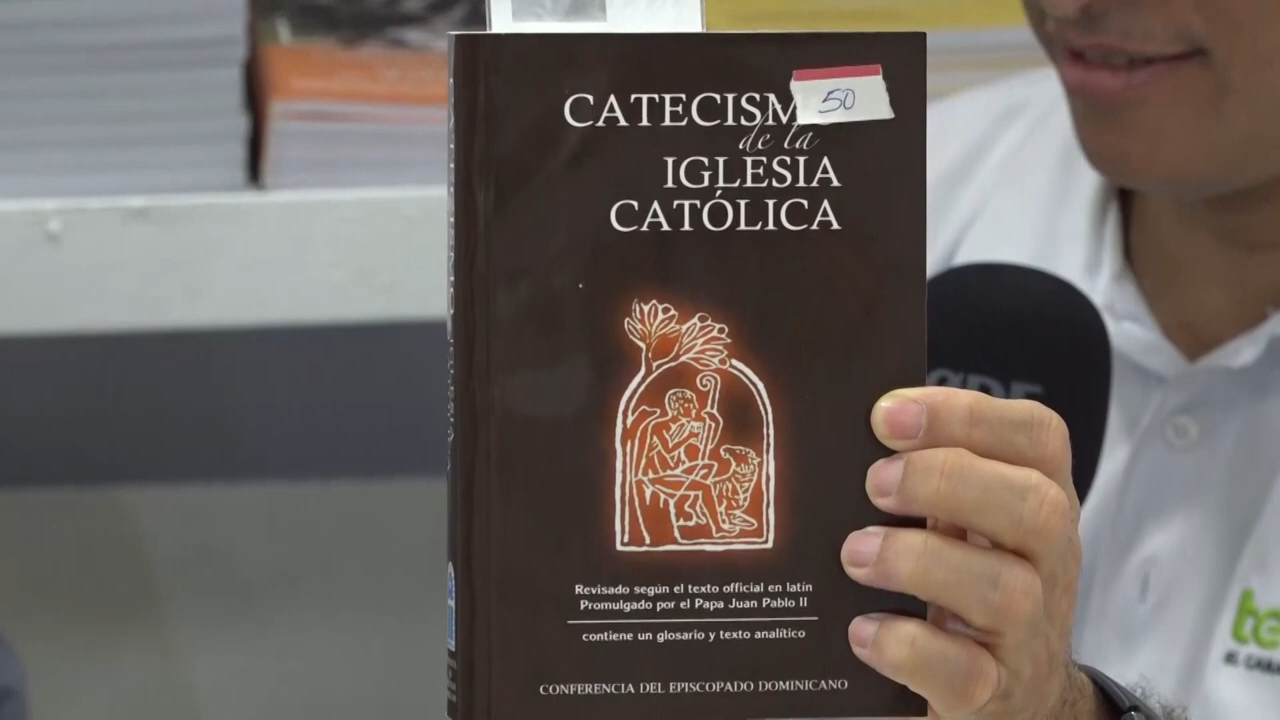 50
CATECISM
de la
IGLESIA
CATÓLICA
Revisado según el texto official en latín
Promulgado por el Papa Juan Pablo II
contiene un glosario y texto analítico
CONFERENCIA DEL EPISCOPADO DOMINICANO